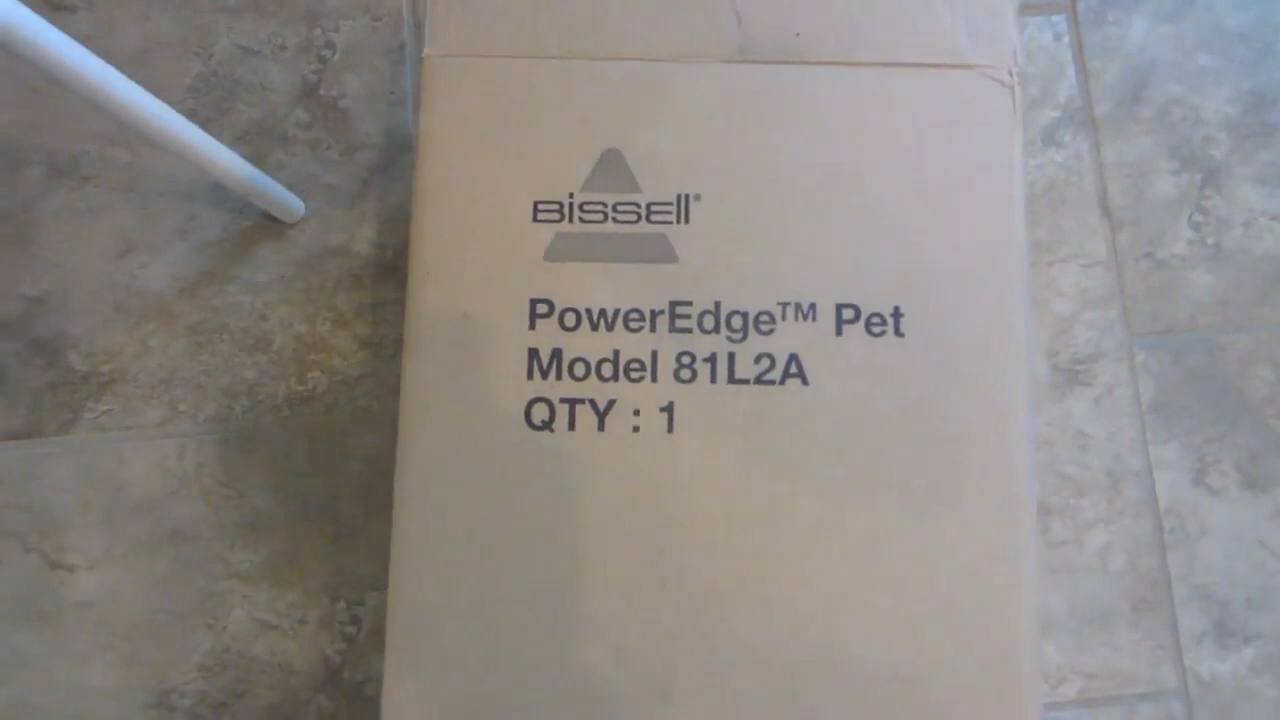 BiSSELL®
PowerEdge™ Pet
Model 81L2A
QTY : 1